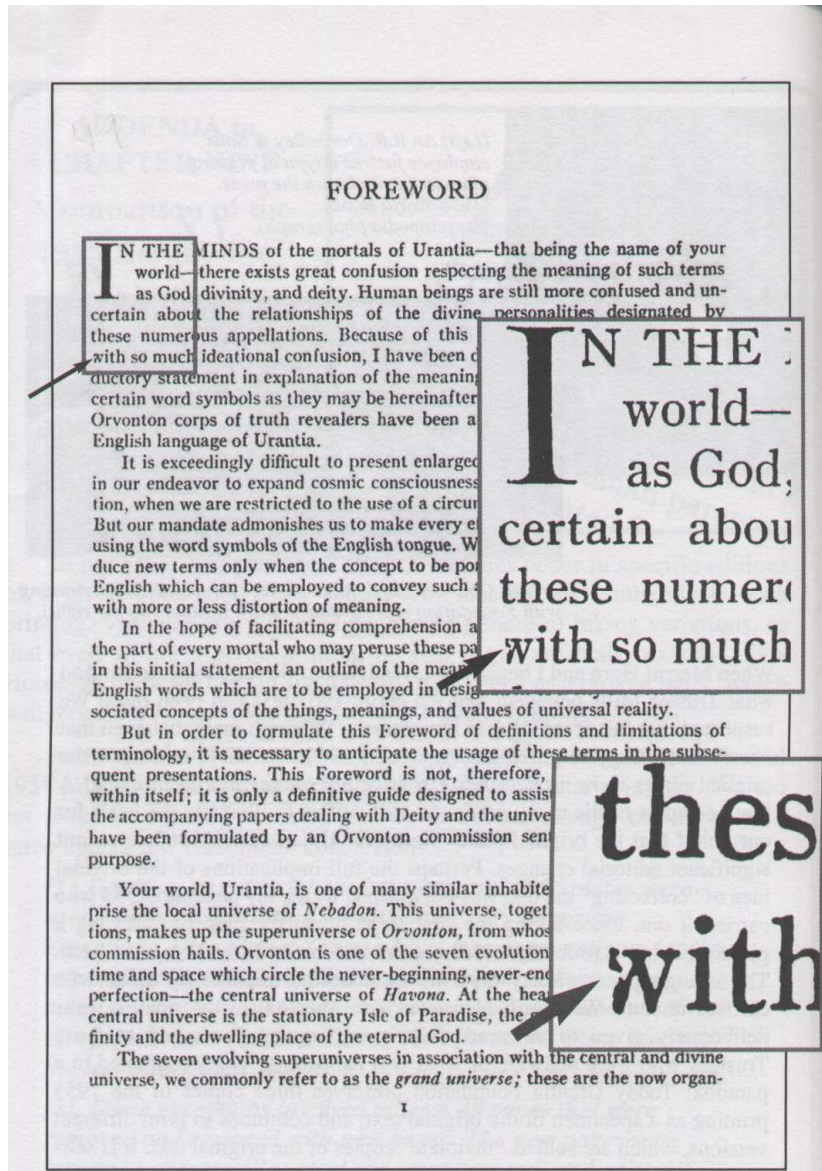 FOREWORD
IN THE MINDS of the mortals of Urantia—that being the name of your
world—there exists great confusion respecting the meaning of such terms
as God, divinity, and deity. Human beings are still more confused and un-
certain about the relationships of the divine personalities designated by
these numerous appellations. Because of this
with so much ideational confusion, I have been d
ductory statement in explanation of the meaning
certain word symbols as they may be hereinafter
Orvonton corps of truth revealers have been a
English language of Urantia.
It is exceedingly difficult to present enlarged
in our endeavor to expand cosmic consciousness
tion, when we are restricted to the use of a circum
But our mandate admonishes us to make every e
using the word symbols of the English tongue. W
duce new terms only when the concept to be por
English which can be employed to convey such a
with more or less distortion of meaning.
In the hope of facilitating comprehension a
the part of every mortal who may peruse these pa
in this initial statement an outline of the mean
English words which are to be employed in desig
sociated concepts of the things, meanings, and values of universal reality.
But in order to formulate this Foreword of definitions and limitations of
terminology, it is necessary to anticipate the usage of these terms in the subse-
quent presentations. This Foreword is not, therefore,
within itself; it is only a definitive guide designed to assis
the accompanying papers dealing with Deity and the unive
have been formulated by an Orvonton commission sent
purpose.
Your world, Urantia, is one of many similar inhabite
prise the local universe of Nebadon. This universe, toget
tions, makes up the superuniverse of Orvonton, from whos
commission hails. Orvonton is one of the seven evolution
time and space which circle the never-beginning, never-end
perfection—the central universe of Havona. At the hea
central universe is the stationary Isle of Paradise, the g
finity and the dwelling place of the eternal God.
The seven evolving superuniverses in association with the central and divine
universe, we commonly refer to as the grand universe; these are the now organ-
1
IN THE
world—
as God,
certain abou
these numer
with so much
thes
with